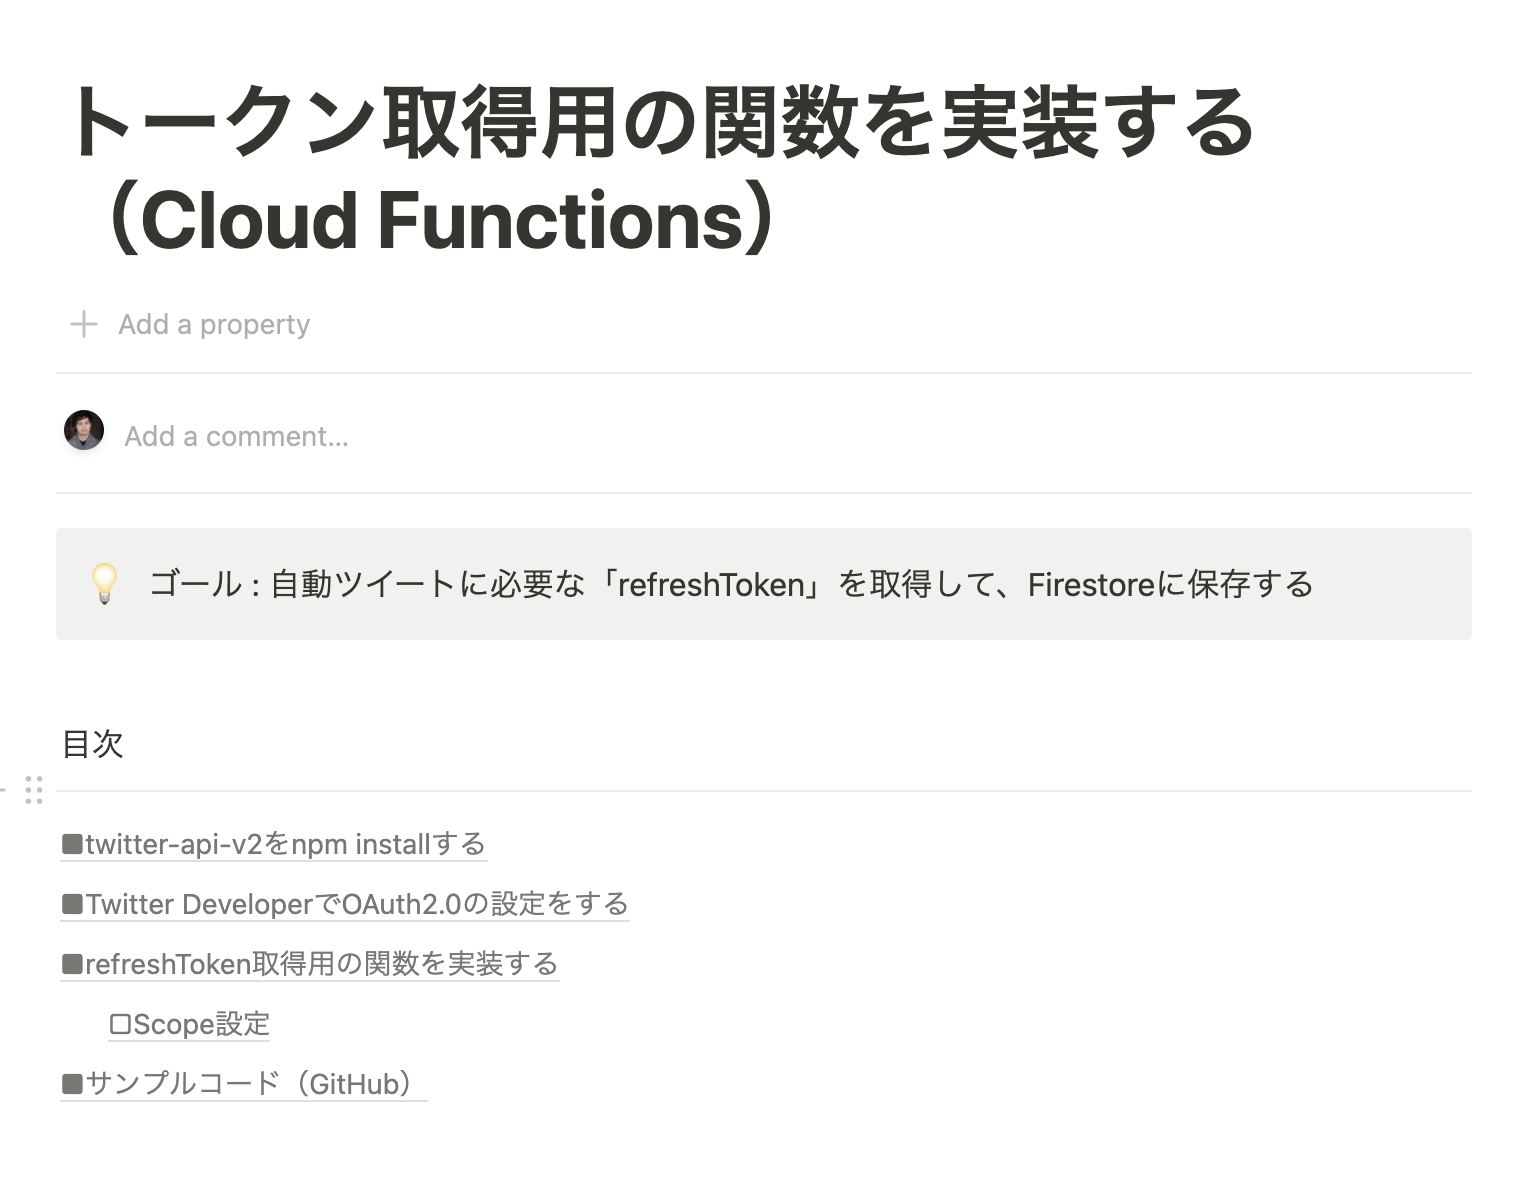 トークン取得用の関数を実装する
（Cloud Functions）
Add a property
Add a comment...
ゴール : 自動ツイートに必要な「refreshToken」を取得して、Firestoreに保存する
目次
■twitter-api-v2をnpm installする
■Twitter DeveloperでOAuth2.0の設定をする
■refreshToken取得用の関数を実装する
□Scope設定
■サンプルコード（GitHub）